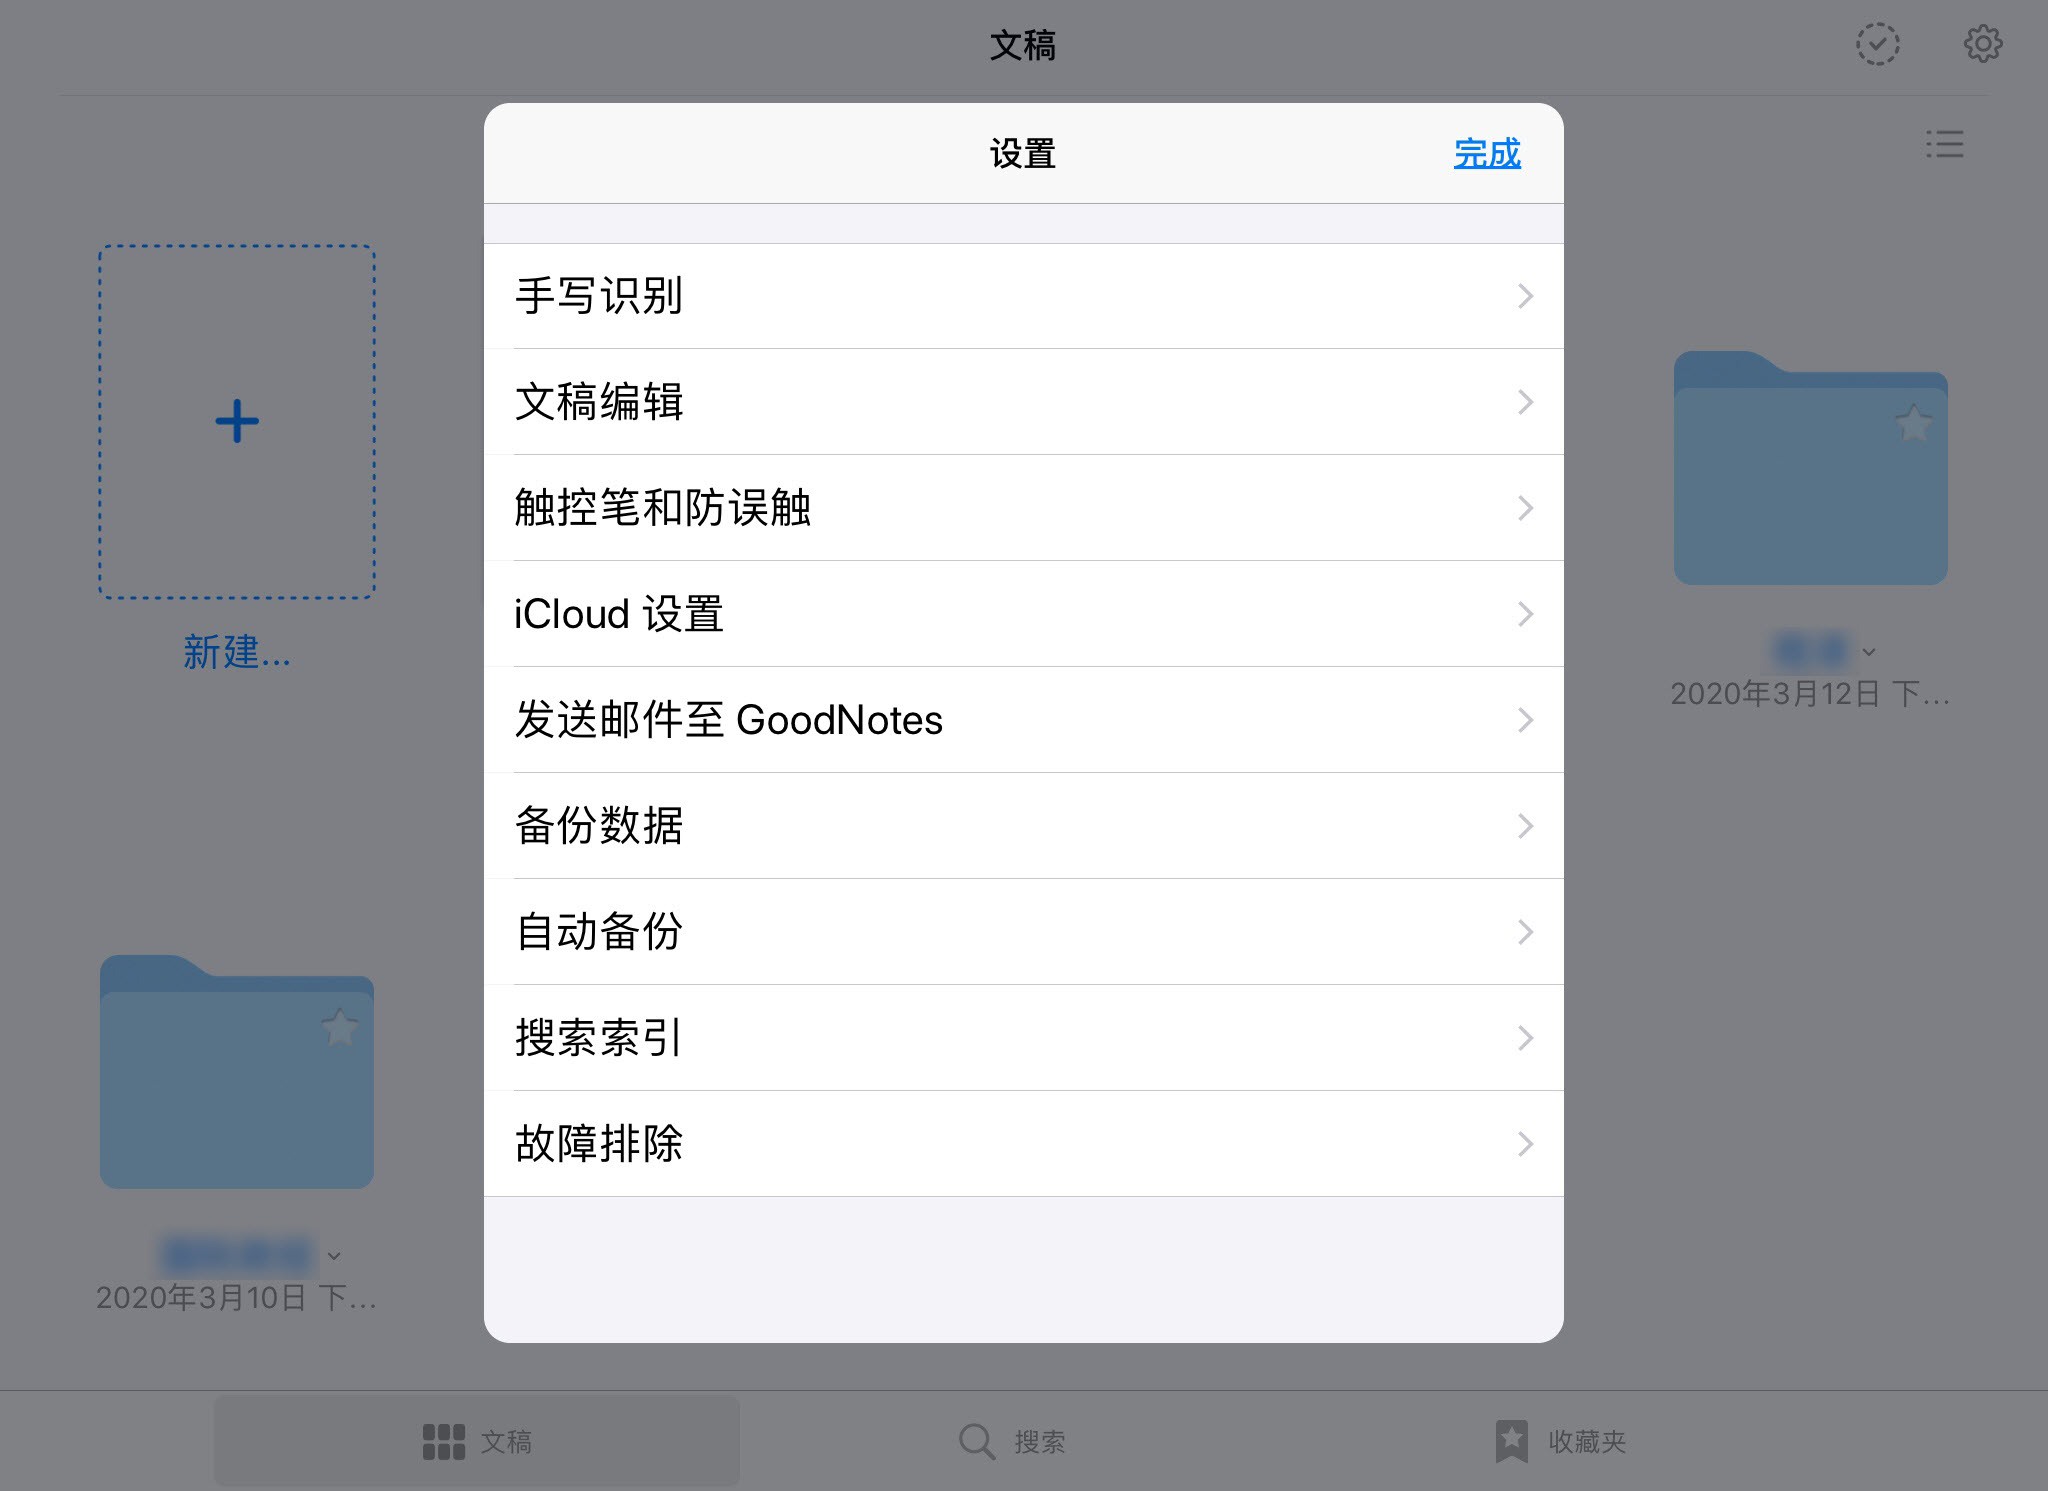 文稿
设置
完成
手写识别
文稿编辑
触控笔和防误触
iCloud 设置
发送邮件至 GoodNotes
备份数据
自动备份
搜索索引
故障排除
新建...
2020年3月12日 下...
2020年3月10日 下...
文稿
搜索
收藏夹